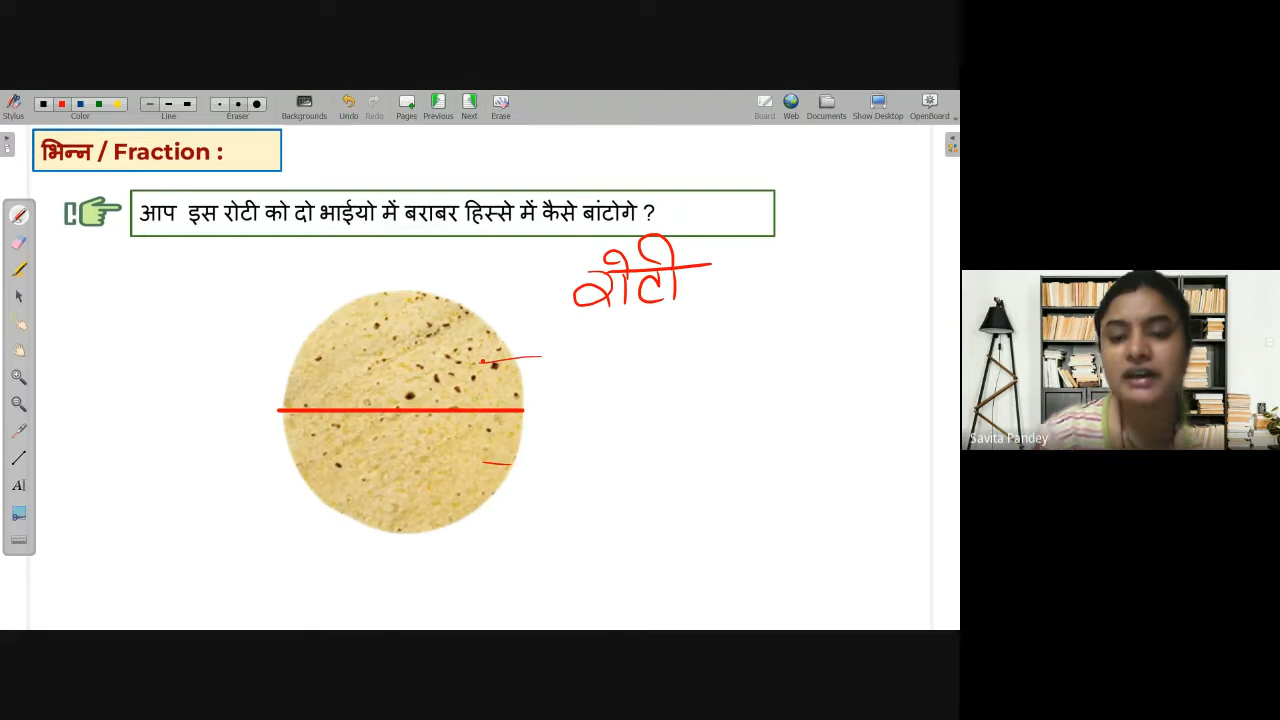 Stylus
Color
Line
Eraser
Backgrounds
Undo
Redo
Pages
Previous
Next
Erase
Board
Web
Documents
Show Desktop
OpenBoard
भिन्न / Fraction :
आप इस रोटी को दो भाईयो में बराबर हिस्से में कैसे बांटोगे ?
रोटी
Savita Pandey